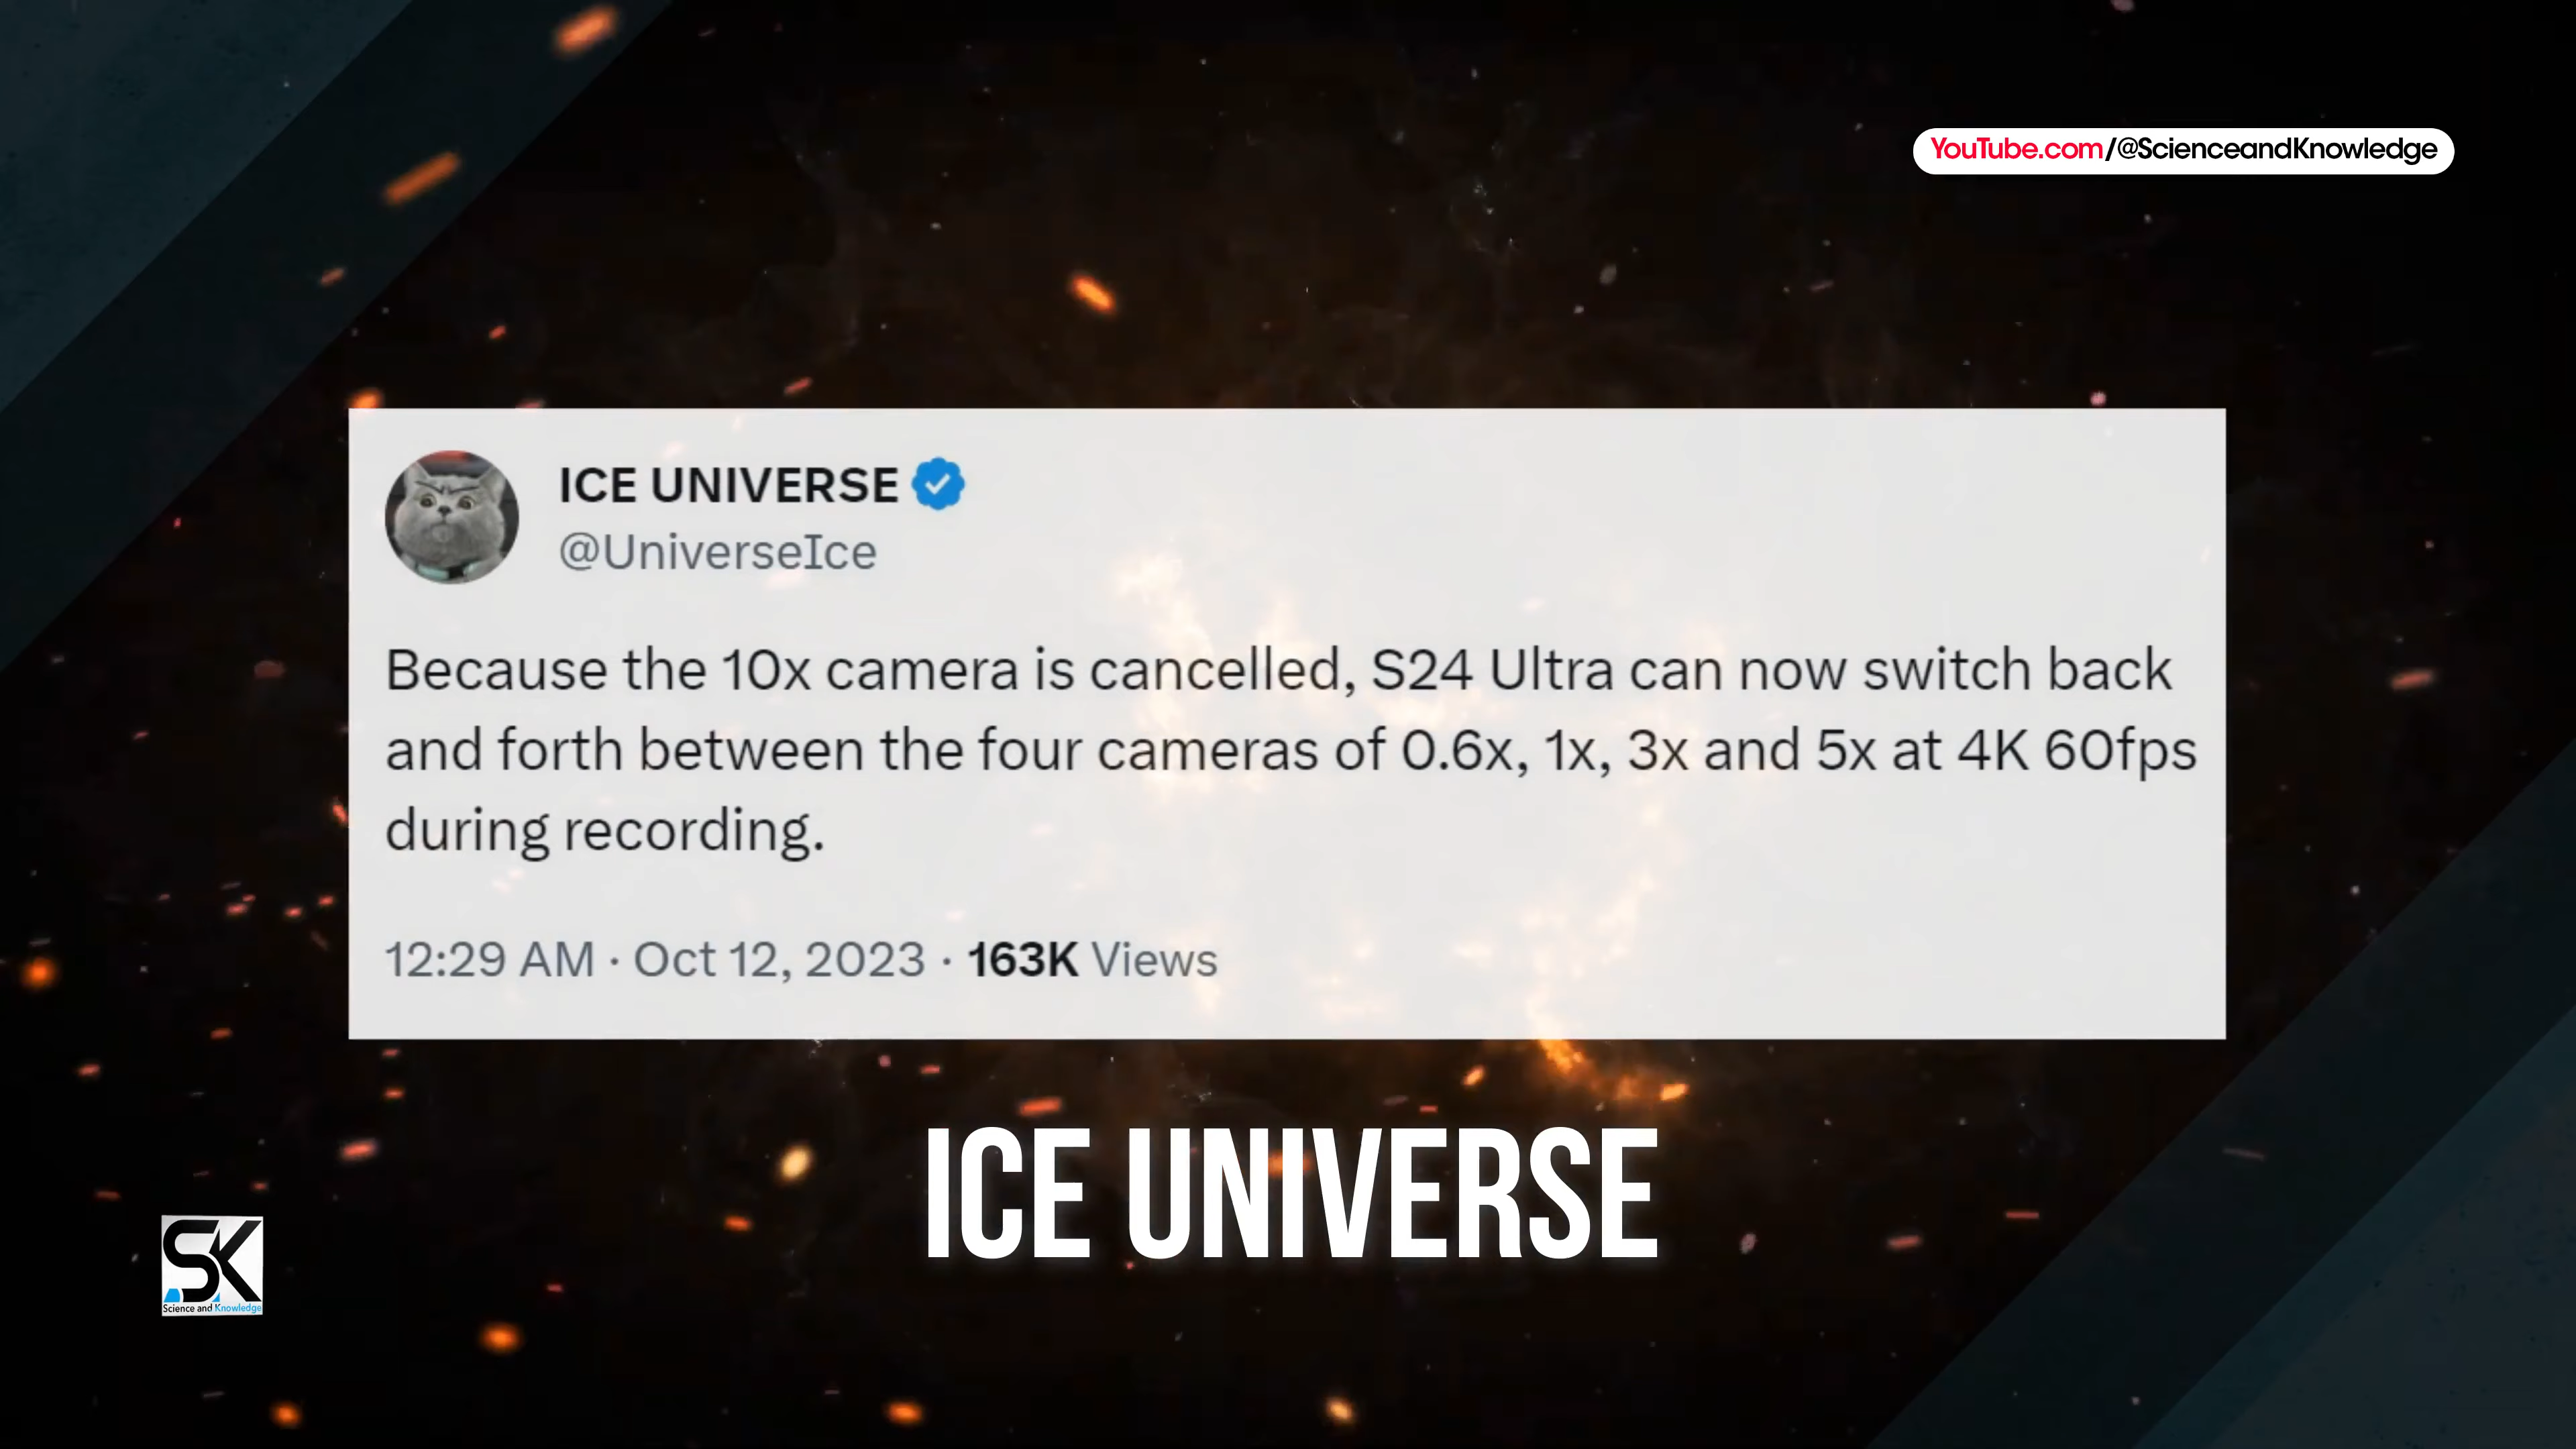 YouTube.com/@ScienceandKnowledge
ICE UNIVERSE
@UniverseIce
Because the 10x camera is cancelled, S24 Ultra can now switch back
and forth between the four cameras of 0.6x, 1x, 3x and 5x at 4K 60fps
during recording.
12:29 AM · Oct 12, 2023 · 163K Views
ICE UNIVERSE
SK
Science and Knowledge